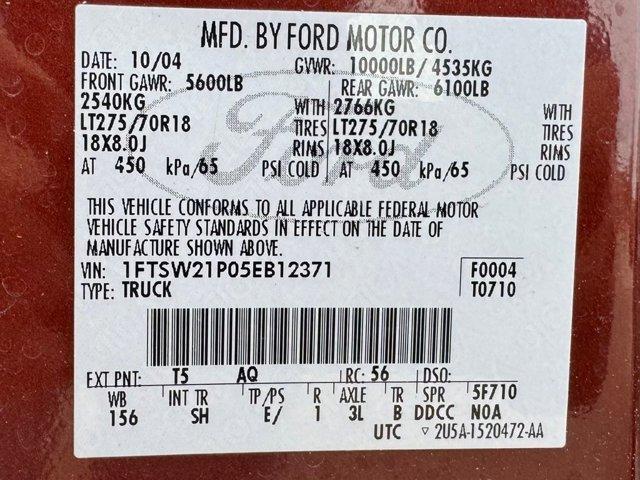 MFD. BY FORD MOTOR CO.
DATE: 10/04 GVWR: 10000LB / 4535KG
FRONT GAWR: 5600LB REAR GAWR: 6100LB
2540KG WITH 2766KG WITH
LT275/70R18 TIRES LT275/70R18 TIRES
18X8.0J RIMS 18X8.0J RIMS
AT 450 kPa/65 PSI COLD AT 450 kPa/65 PSI COLD
Ford
THIS VEHICLE CONFORMS TO ALL APPLICABLE FEDERAL MOTOR
VEHICLE SAFETY STANDARDS IN EFFECT ON THE DATE OF
MANUFACTURE SHOWN ABOVE.
VIN: 1FTSW21P05EB12371 F0004
TYPE: TRUCK T0710
EXT PNT: T5 AQ RC: 56 DSO:
WB INT TR TP/PS R AXLE TR SPR 5F710
156 SH E/ 1 3L B DDCC NOA
UTC ▽ 2U5A-1520472-AA